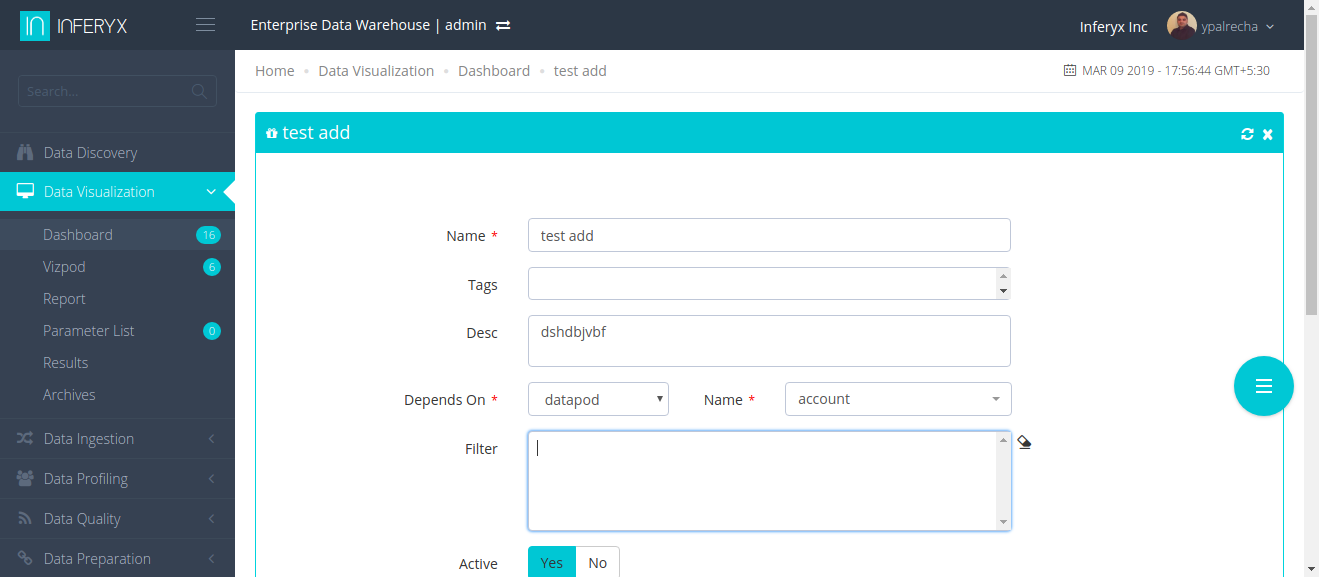 IN INFERYX
Enterprise Data Warehouse | admin
Inferyx Inc
ypalrecha
Search...
Home • Data Visualization • Dashboard • test add
MAR 09 2019 - 17:56:44 GMT+5:30
Data Discovery
Data Visualization
Dashboard 16
Vizpod 6
Report
Parameter List 0
Results
Archives
Data Ingestion
Data Profiling
Data Quality
Data Preparation
test add
Name * test add
Tags
Desc dshdbjvbf
Depends On * datapod Name * account
Filter
Active Yes No